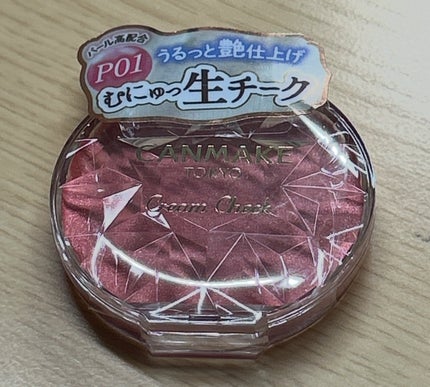 パール高配合
P01
うるっと艶仕上げ
むにゅっ生チーク
CANMAKE
TOKYO
Cream Cheek